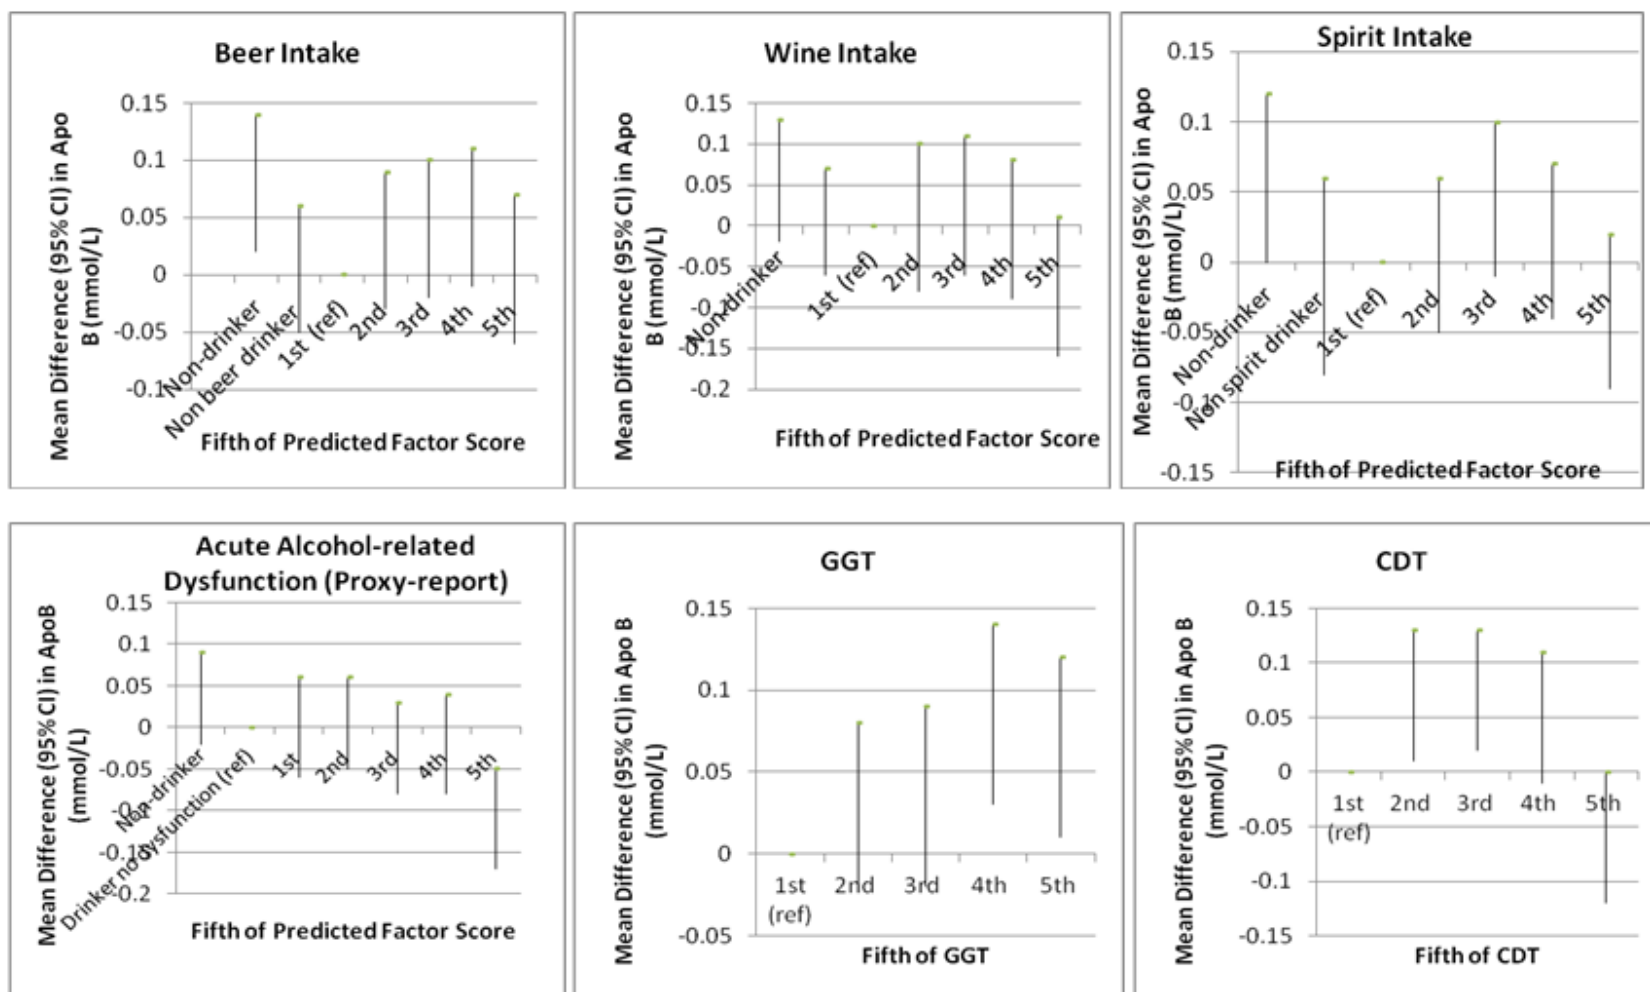 Beer Intake
Mean Difference (95% CI) in Apo
B (mmol/L)
0.15
0.1
0.05
0
-0.05
-0.1
Non-drinker
Non beer drinker
1st (ref)
2nd
3rd
4th
5th
Fifth of Predicted Factor Score
Wine Intake
Mean Difference (95% CI) in Apo
B (mmol/L)
0.15
0.1
0.05
0
-0.05
-0.1
-0.15
-0.2
Non-drinker
1st (ref)
2nd
3rd
4th
5th
Fifth of Predicted Factor Score
Spirit Intake
Mean Difference (95% CI) in Apo
B (mmol/L)
0.15
0.1
0.05
0
-0.05
-0.1
-0.15
Non-drinker
Non spirit drinker
1st (ref)
2nd
3rd
4th
5th
Fifth of Predicted Factor Score
Acute Alcohol-related
Dysfunction (Proxy-report)
Mean Difference (95% CI) in ApoB
(mmol/L)
0.15
0.1
0.05
0
-0.05
-0.1
-0.15
-0.2
Non-drinker
Drinker no dysfunction (ref)
1st
2nd
3rd
4th
5th
Fifth of Predicted Factor Score
GGT
Mean Difference (95% CI) in Apo B
(mmol/L)
0.15
0.1
0.05
0
-0.05
1st
(ref)
2nd
3rd
4th
5th
Fifth of GGT
CDT
Mean Difference (95% CI) in Apo B
(mmol/L)
0.15
0.1
0.05
0
-0.05
-0.1
-0.15
1st
(ref)
2nd
3rd
4th
5th
Fifth of CDT